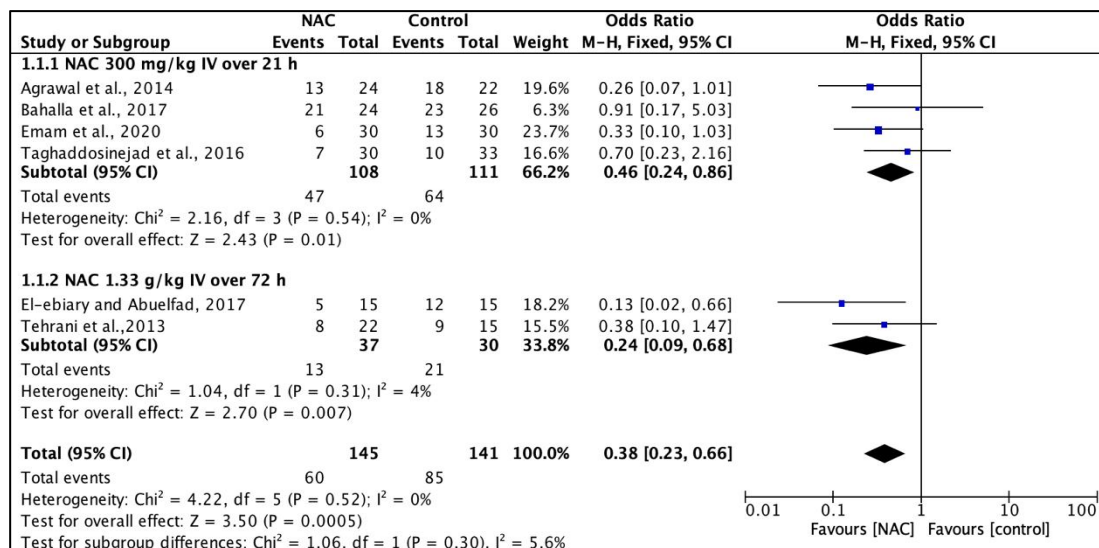 NAC Control Odds Ratio Odds Ratio
Study or Subgroup Events Total Events Total Weight M-H, Fixed, 95% CI M-H, Fixed, 95% CI
1.1.1 NAC 300 mg/kg IV over 21 h
Agrawal et al., 2014 13 24 18 22 19.6% 0.26 [0.07, 1.01]
Bahalla et al., 2017 21 24 23 26 6.3% 0.91 [0.17, 5.03]
Emam et al., 2020 6 30 13 30 23.7% 0.33 [0.10, 1.03]
Taghaddosinejad et al., 2016 7 30 10 33 16.6% 0.70 [0.23, 2.16]
Subtotal (95% CI) 108 111 66.2% 0.46 [0.24, 0.86]
Total events 47 64
Heterogeneity: Chi² = 2.16, df = 3 (P = 0.54); I² = 0%
Test for overall effect: Z = 2.43 (P = 0.01)
1.1.2 NAC 1.33 g/kg IV over 72 h
El-ebiary and Abuelfad, 2017 5 15 12 15 18.2% 0.13 [0.02, 0.66]
Tehrani et al.,2013 8 22 9 15 15.5% 0.38 [0.10, 1.47]
Subtotal (95% CI) 37 30 33.8% 0.24 [0.09, 0.68]
Total events 13 21
Heterogeneity: Chi² = 1.04, df = 1 (P = 0.31); I² = 4%
Test for overall effect: Z = 2.70 (P = 0.007)
Total (95% CI) 145 141 100.0% 0.38 [0.23, 0.66]
Total events 60 85
Heterogeneity: Chi² = 4.22, df = 5 (P = 0.52); I² = 0%
Test for overall effect: Z = 3.50 (P = 0.0005)
Test for subgroup differences: Chi² = 1.06, df = 1 (P = 0.30), I² = 5.6%
0.01 0.1 1 10 100
Favours [NAC] Favours [control]